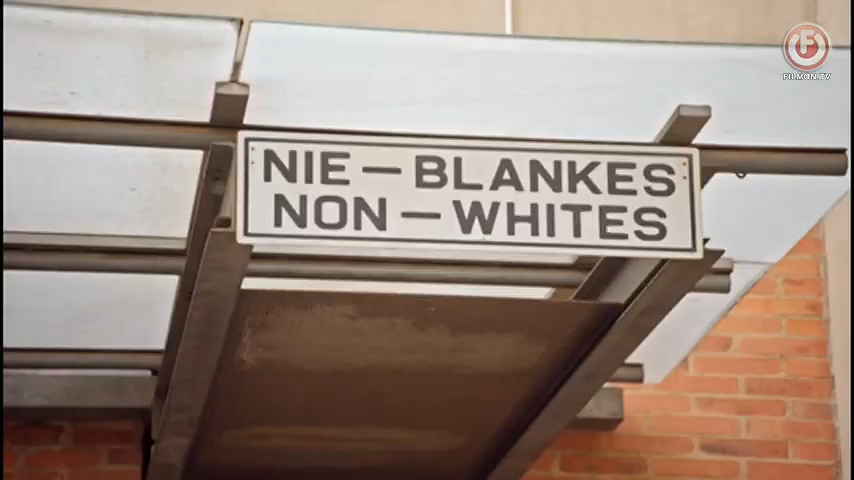 FILMON.TV
NIE – BLANKES
NON – WHITES